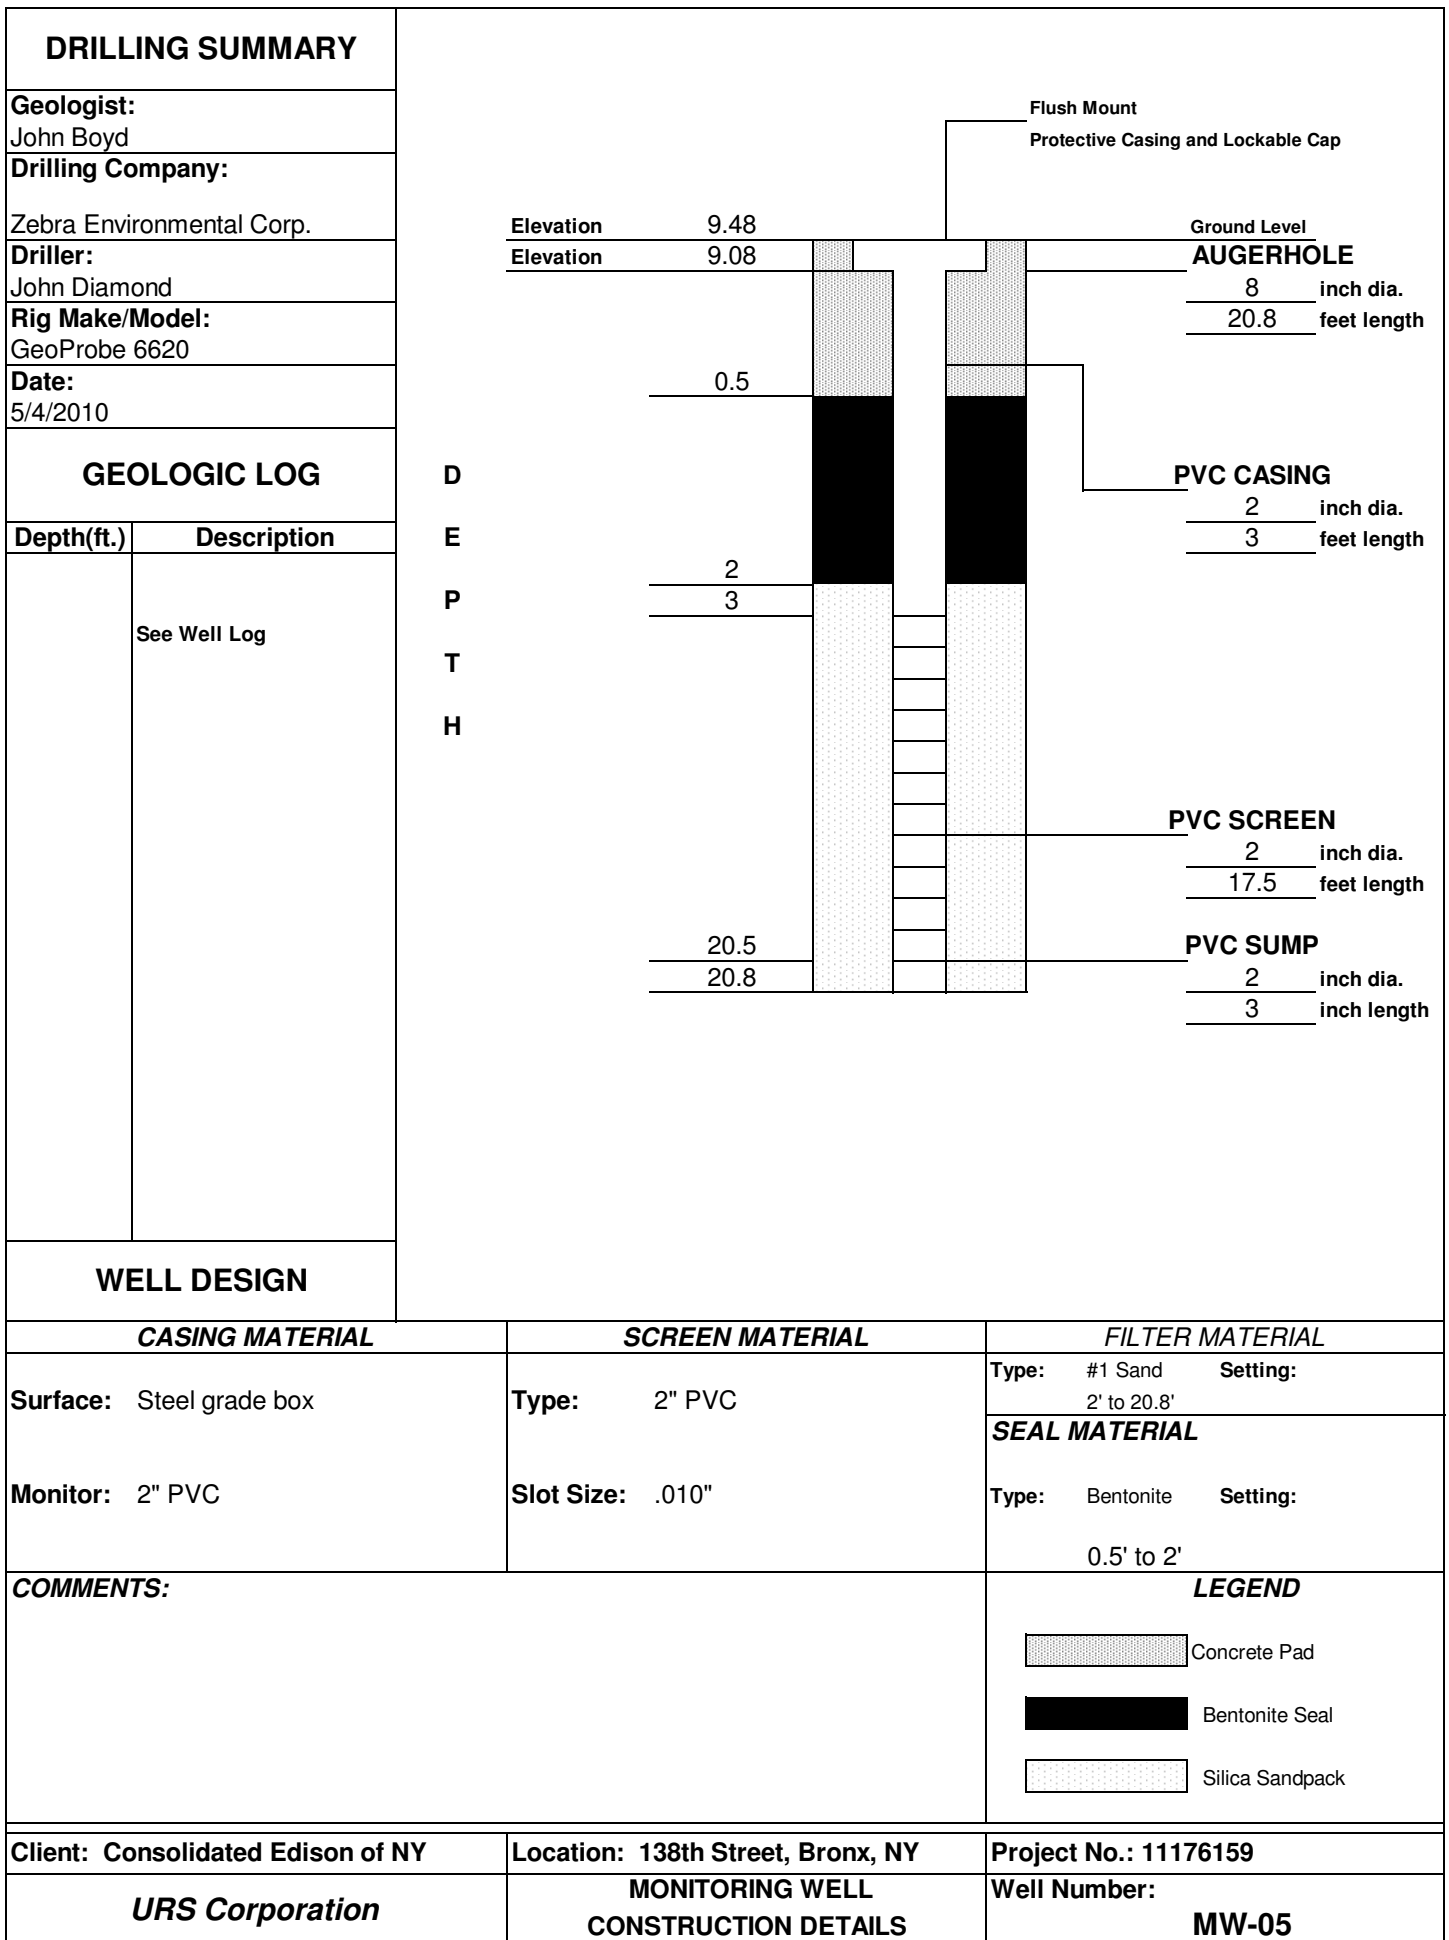 DRILLING SUMMARY
Geologist:
John Boyd
Drilling Company:
Zebra Environmental Corp.
Driller:
John Diamond
Rig Make/Model:
GeoProbe 6620
Date:
5/4/2010
GEOLOGIC LOG
Depth(ft.) Description
See Well Log
WELL DESIGN
Flush Mount
Protective Casing and Lockable Cap
Elevation 9.48 Ground Level
Elevation 9.08 AUGERHOLE
8 inch dia.
20.8 feet length
0.5
D PVC CASING
2 inch dia.
E 3 feet length
2
P 3
T
H
PVC SCREEN
2 inch dia.
17.5 feet length
20.5 PVC SUMP
20.8 2 inch dia.
3 inch length
CASING MATERIAL
Surface: Steel grade box
Monitor: 2" PVC
SCREEN MATERIAL
Type: 2" PVC
Slot Size: .010"
FILTER MATERIAL
Type: #1 Sand Setting:
2' to 20.8'
SEAL MATERIAL
Type: Bentonite Setting:
0.5' to 2'
COMMENTS:
LEGEND
Concrete Pad
Bentonite Seal
Silica Sandpack
Client: Consolidated Edison of NY Location: 138th Street, Bronx, NY Project No.: 11176159
URS Corporation
MONITORING WELL
CONSTRUCTION DETAILS
Well Number:
MW-05